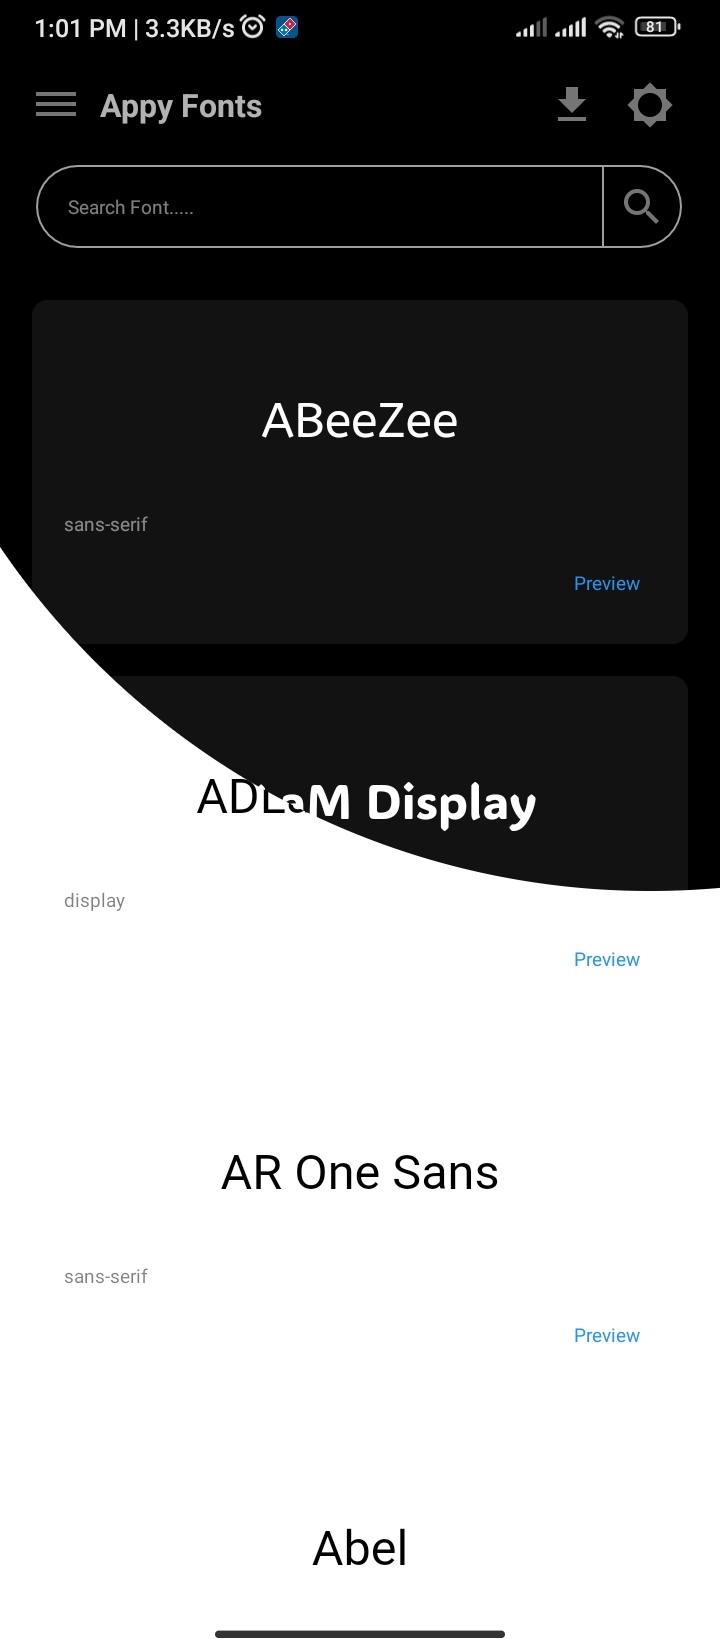 1:01 PM | 3.3KB/s 81
Appy Fonts
Search Font.....
ABeeZee
sans-serif
Preview
ADLaM Display
display
Preview
AR One Sans
sans-serif
Preview
Abel